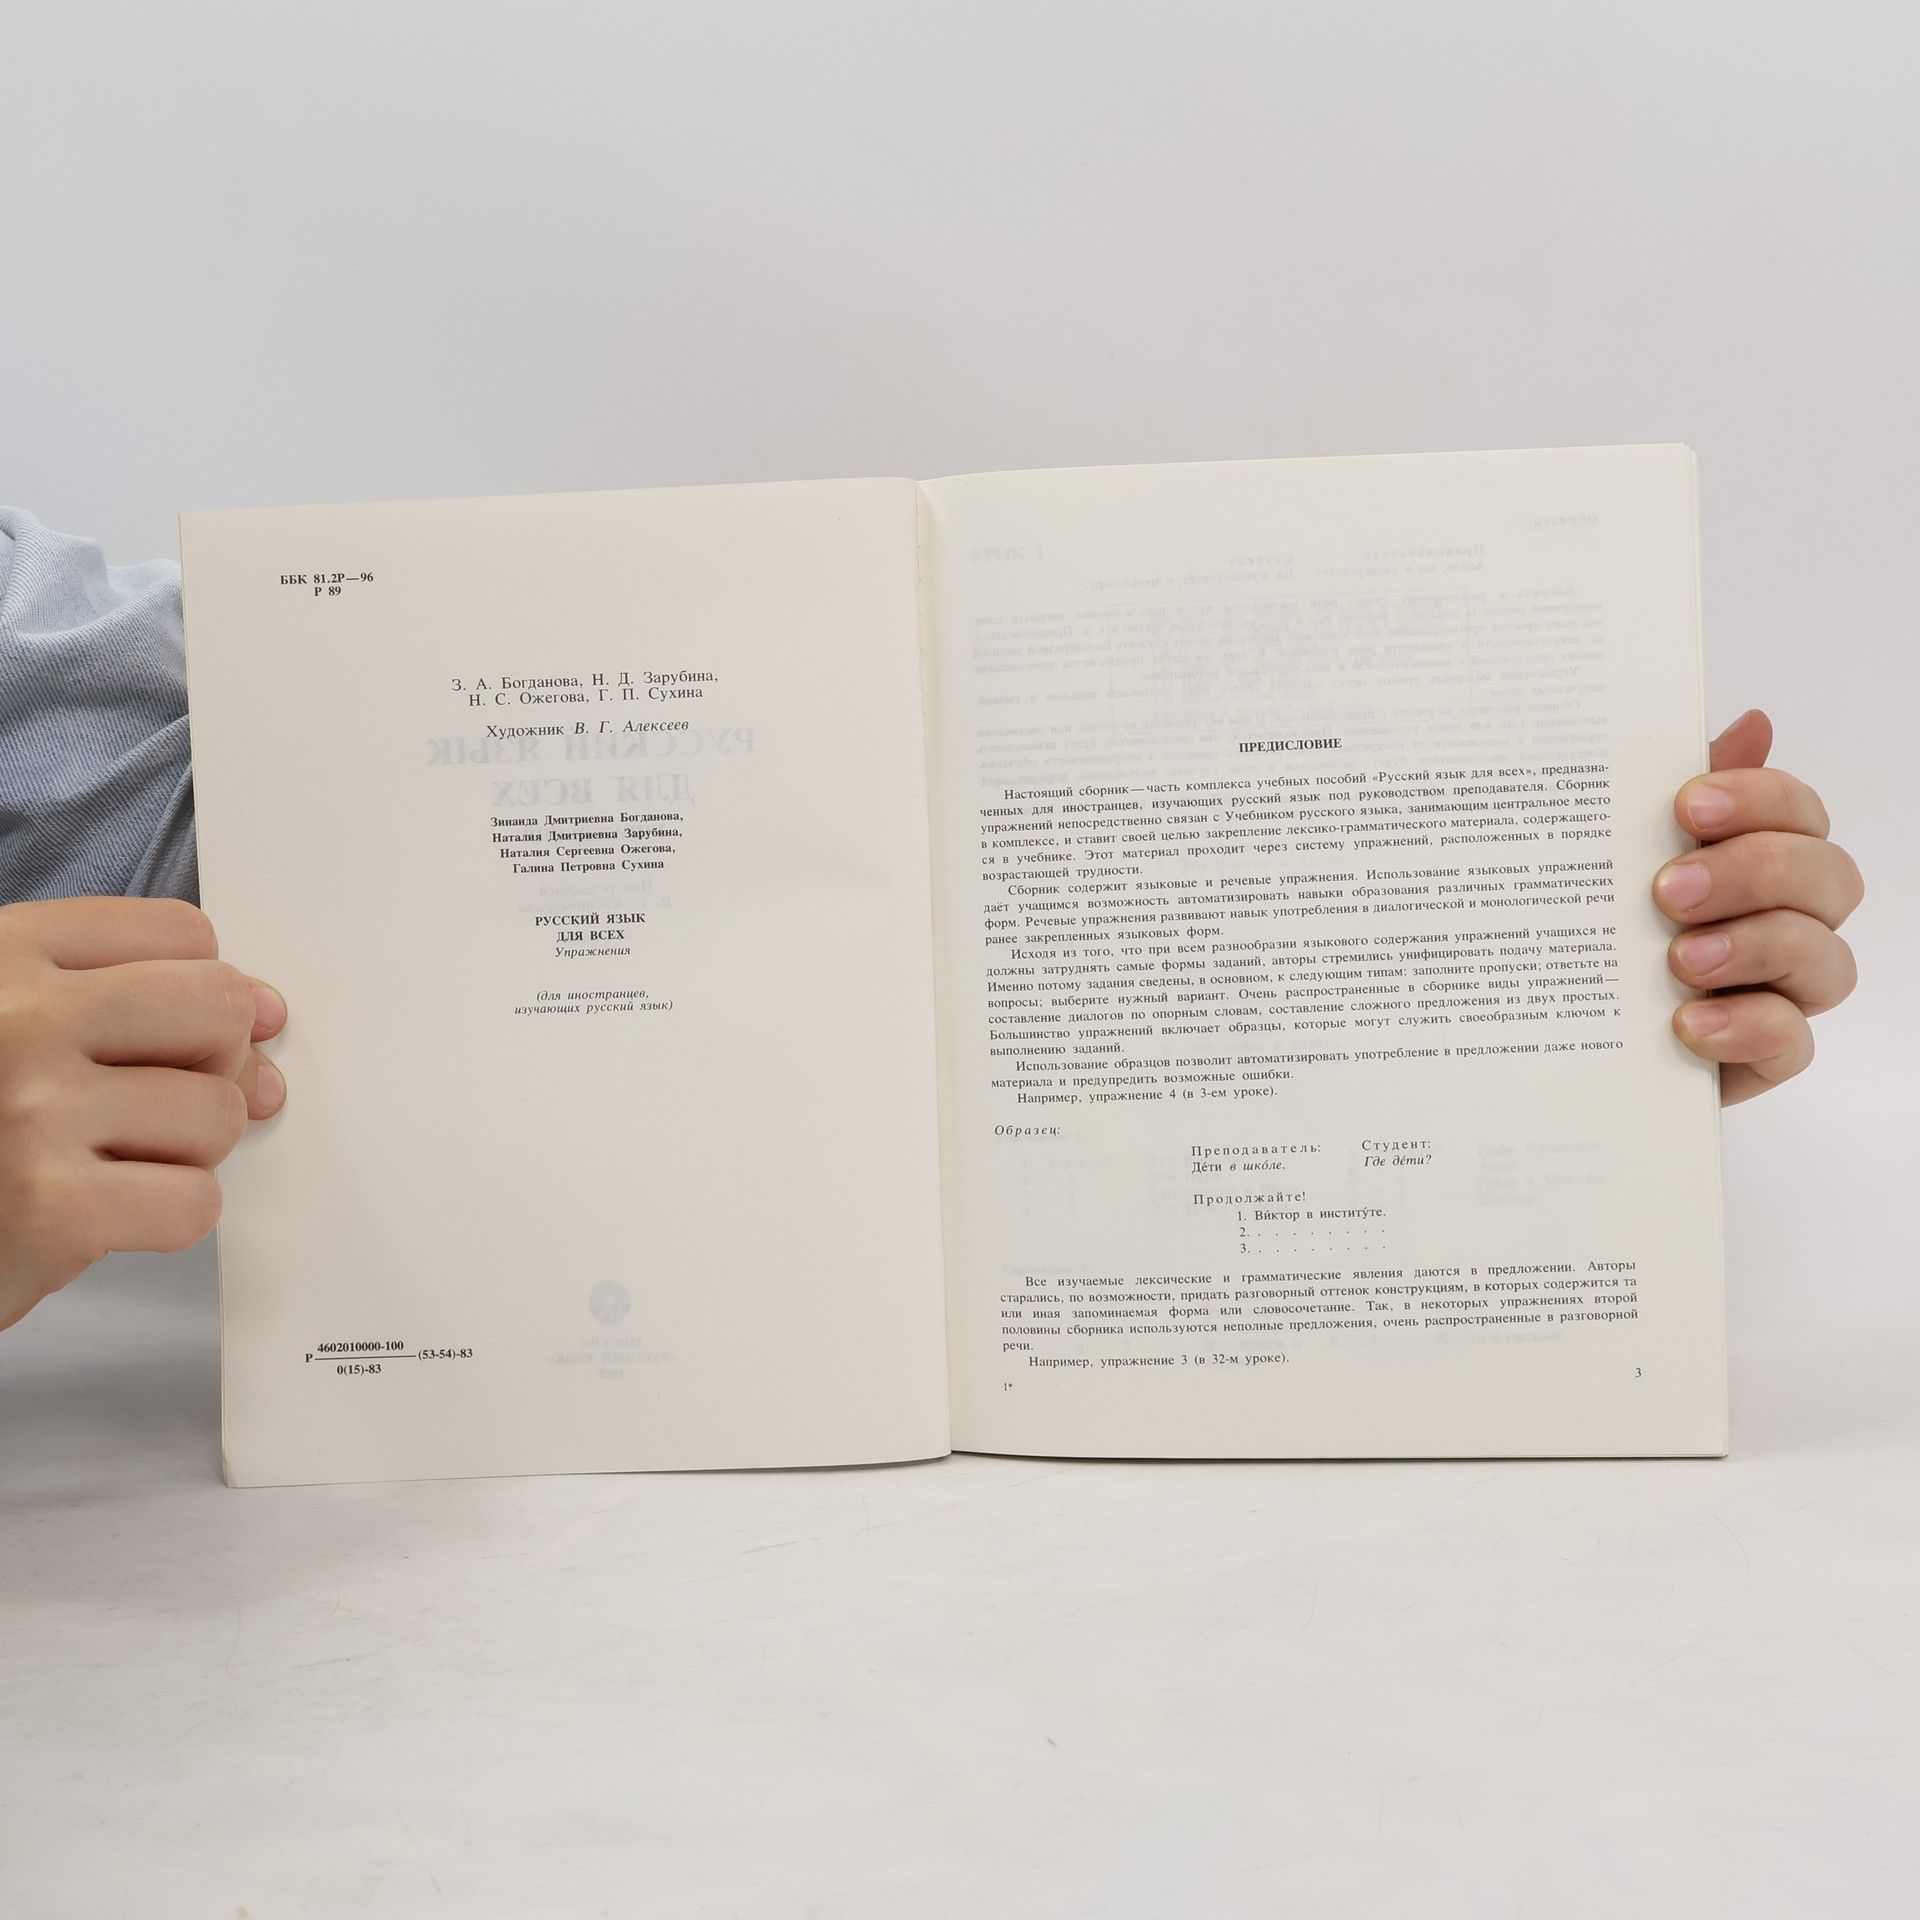 ББК 81.2Р—96
Р 89
З. А. Богданова, Н. Д. Зарубина,
Н. С. Ожегова, Г. П. Сухина
Художник В. Г. Алексеев
Зинаида Дмитриевна Богданова,
Наталия Дмитриевна Зарубина,
Наталия Сергеевна Ожегова,
Галина Петровна Сухина
РУССКИЙ ЯЗЫК
ДЛЯ ВСЕХ
Упражнения
(для иностранцев,
изучающих русский язык)
4602010000-100
Р (53-54)-83
0(15)-83
ПРЕДИСЛОВИЕ
Настоящий сборник—часть комплекса учебных пособий «Русский язык для всех», предназна-
ченных для иностранцев, изучающих русский язык под руководством преподавателя. Сборник
упражнений непосредственно связан с Учебником русского языка, занимающим центральное место
в комплексе, и ставит своей целью закрепление лексико-грамматического материала, содержащего-
ся в учебнике. Этот материал проходит через систему упражнений, расположенных в порядке
возрастающей трудности.
Сборник содержит языковые и речевые упражнения. Использование языковых упражнений
даёт учащимся возможность автоматизировать навыки образования различных грамматических
форм. Речевые упражнения развивают навык употребления в диалогической и монологической речи
ранее закрепленных языковых форм.
Исходя из того, что при всем разнообразии языкового содержания упражнений учащихся не
должны затруднять самые формы заданий, авторы стремились унифицировать подачу материала.
Именно потому задания сведены, в основном, к следующим типам: заполните пропуски; ответьте на
вопросы; выберите нужный вариант. Очень распространенные в сборнике виды упражнений—
составление диалогов по опорным словам, составление сложного предложения из двух простых.
Большинство упражнений включает образцы, которые могут служить своеобразным ключом к
выполнению заданий.
Использование образцов позволит автоматизировать употребление в предложении даже нового
материала и предупредить возможные ошибки.
Например, упражнение 4 (в 3-ем уроке).
Образец:
Преподаватель: Студент:
Де́ти в шко́ле. Где де́ти?
Продолжайте!
1. Ви́ктор в институ́те.
2. . . . . . . . .
3. . . . . . . . .
Все изучаемые лексические и грамматические явления даются в предложении. Авторы
старались, по возможности, придать разговорный оттенок конструкциям, в которых содержится та
или иная запоминаемая форма или словосочетание. Так, в некоторых упражнениях второй
половины сборника используются неполные предложения, очень распространенные в разговорной
речи.
Например, упражнение 3 (в 32-м уроке).
1*
3